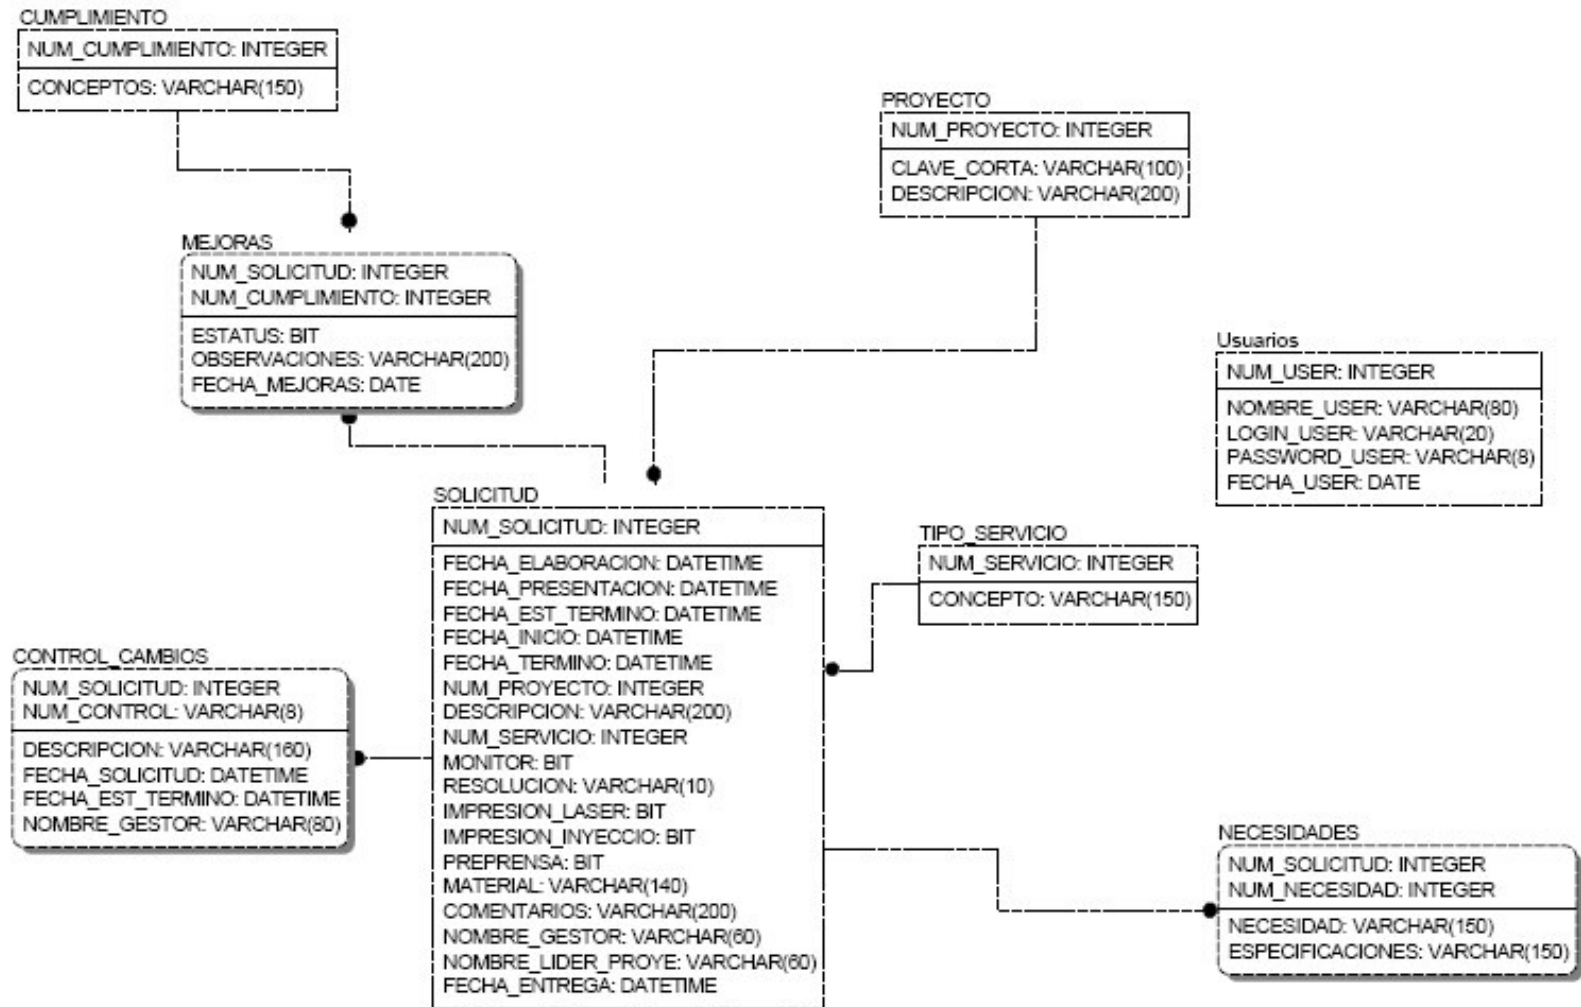 CUMPLIMIENTO
NUM_CUMPLIMIENTO: INTEGER
CONCEPTOS: VARCHAR(150)
PROYECTO
NUM_PROYECTO: INTEGER
CLAVE_CORTA: VARCHAR(100)
DESCRIPCION: VARCHAR(200)
MEJORAS
NUM_SOLICITUD: INTEGER
NUM_CUMPLIMIENTO: INTEGER
ESTATUS: BIT
OBSERVACIONES: VARCHAR(200)
FECHA_MEJORAS: DATE
Usuarios
NUM_USER: INTEGER
NOMBRE_USER: VARCHAR(80)
LOGIN_USER: VARCHAR(20)
PASSWORD_USER: VARCHAR(8)
FECHA_USER: DATE
SOLICITUD
NUM_SOLICITUD: INTEGER
FECHA_ELABORACION: DATETIME
FECHA_PRESENTACION: DATETIME
FECHA_EST_TERMINO: DATETIME
FECHA_INICIO: DATETIME
FECHA_TERMINO: DATETIME
NUM_PROYECTO: INTEGER
DESCRIPCION: VARCHAR(200)
NUM_SERVICIO: INTEGER
MONITOR: BIT
RESOLUCION: VARCHAR(10)
IMPRESION_LASER: BIT
IMPRESION_INYECCIO: BIT
PREPRENSA: BIT
MATERIAL: VARCHAR(140)
COMENTARIOS: VARCHAR(200)
NOMBRE_GESTOR: VARCHAR(60)
NOMBRE_LIDER_PROYE: VARCHAR(60)
FECHA_ENTREGA: DATETIME
TIPO_SERVICIO
NUM_SERVICIO: INTEGER
CONCEPTO: VARCHAR(150)
CONTROL_CAMBIOS
NUM_SOLICITUD: INTEGER
NUM_CONTROL: VARCHAR(8)
DESCRIPCION: VARCHAR(160)
FECHA_SOLICITUD: DATETIME
FECHA_EST_TERMINO: DATETIME
NOMBRE_GESTOR: VARCHAR(80)
NECESIDADES
NUM_SOLICITUD: INTEGER
NUM_NECESIDAD: INTEGER
NECESIDAD: VARCHAR(150)
ESPECIFICACIONES: VARCHAR(150)